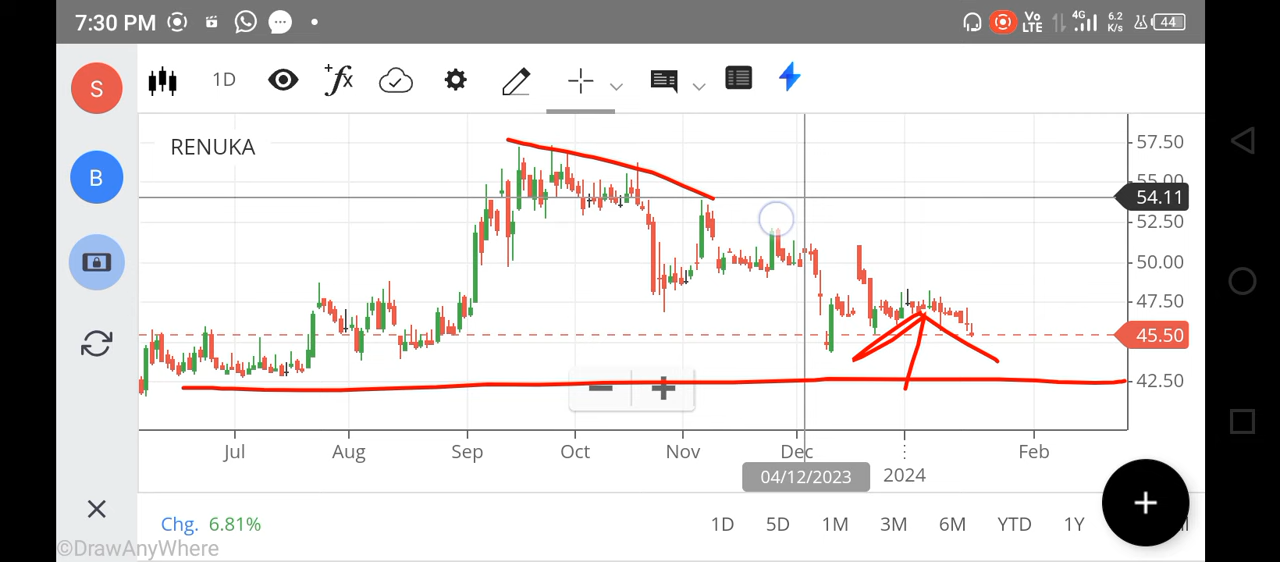 7:30 PM Vo LTE 4G 6.2 K/s 44
S 1D +fx
RENUKA
B
57.50
55.00
54.11
52.50
50.00
47.50
45.50
42.50
Jul Aug Sep Oct Nov Dec Feb
04/12/2023 2024
Chg. 6.81% 1D 5D 1M 3M 6M YTD 1Y
©DrawAnyWhere